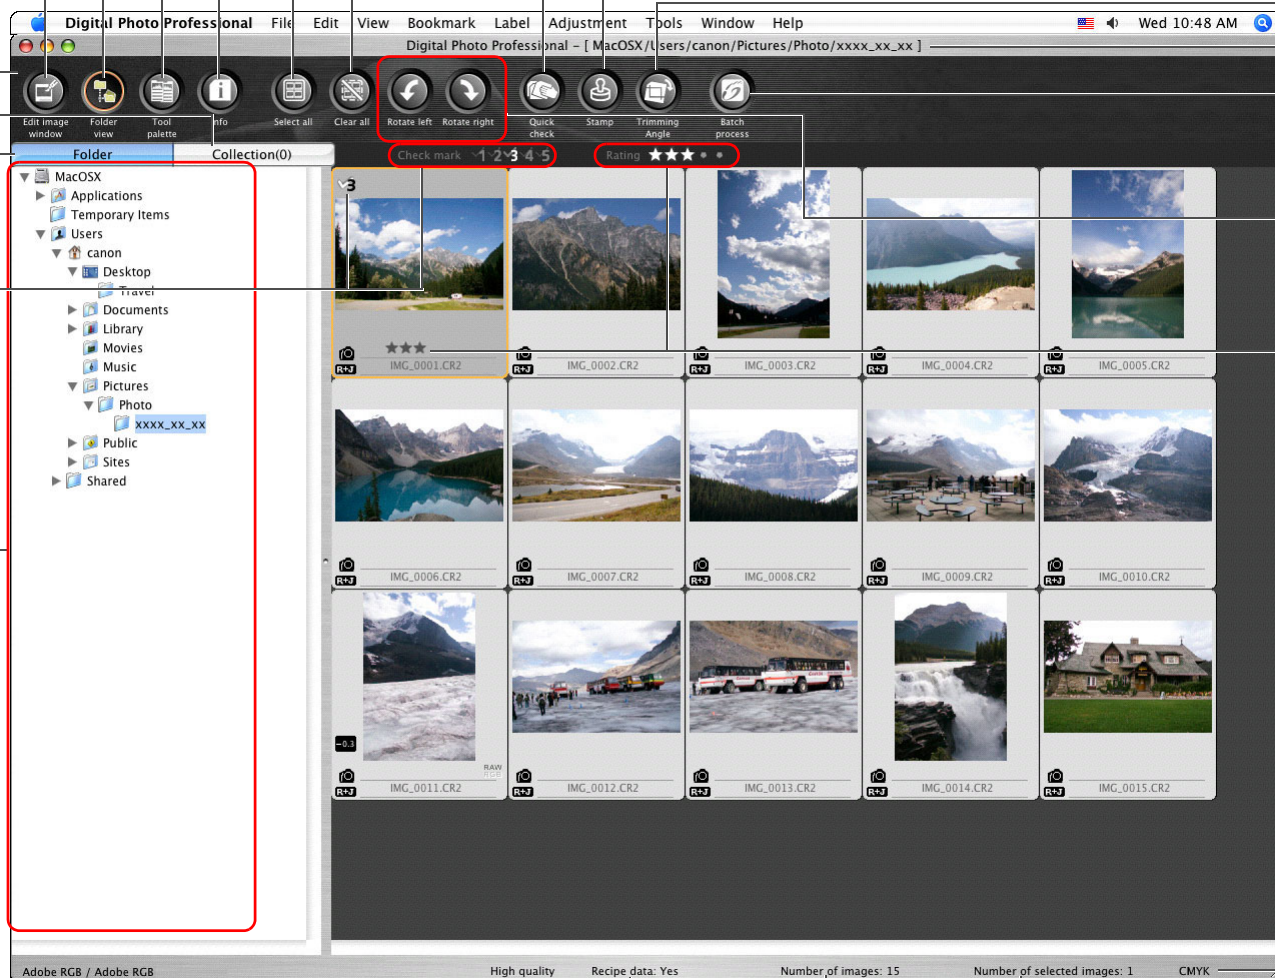 Digital Photo Professional File Edit View Bookmark Label Adjustment Tools Window Help Wed 10:48 AM
Digital Photo Professional – [ MacOSX/Users/canon/Pictures/Photo/xxxx_xx_xx ]
Edit image window
Folder view
Tool palette
Info
Select all
Clear all
Rotate left
Rotate right
Quick check
Stamp
Trimming Angle
Batch process
Folder
Collection(0)
Check mark 1 2 3 4 5
Rating
MacOSX
Applications
Temporary Items
Users
canon
Desktop
Travel
Documents
Library
Movies
Music
Pictures
Photo
xxxx_xx_xx
Public
Sites
Shared
3
R+J IMG_0001.CR2
R+J IMG_0002.CR2
R+J IMG_0003.CR2
R+J IMG_0004.CR2
R+J IMG_0005.CR2
R+J IMG_0006.CR2
R+J IMG_0007.CR2
R+J IMG_0008.CR2
R+J IMG_0009.CR2
R+J IMG_0010.CR2
-0.3
RAW
RGB
R+J IMG_0011.CR2
R+J IMG_0012.CR2
R+J IMG_0013.CR2
R+J IMG_0014.CR2
R+J IMG_0015.CR2
Adobe RGB / Adobe RGB High quality Recipe data: Yes Number of images: 15 Number of selected images: 1 CMYK